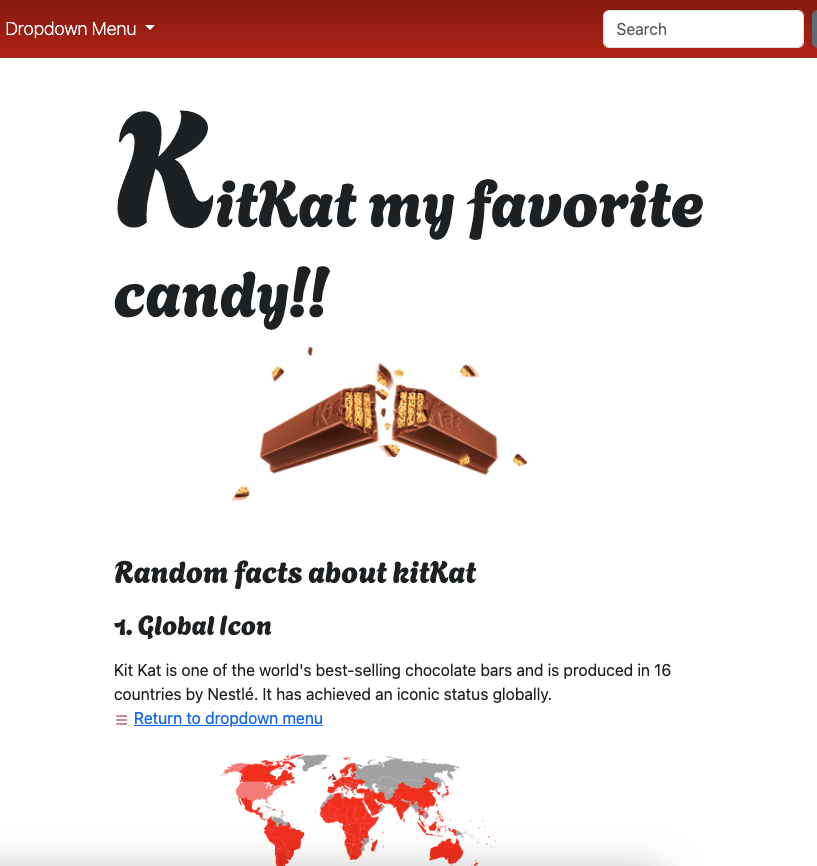 Dropdown Menu
Search
KitKat my favorite
candy!!
Kit
Kat
Random facts about kitKat
1. Global Icon
Kit Kat is one of the world's best-selling chocolate bars and is produced in 16
countries by Nestlé. It has achieved an iconic status globally.
Return to dropdown menu